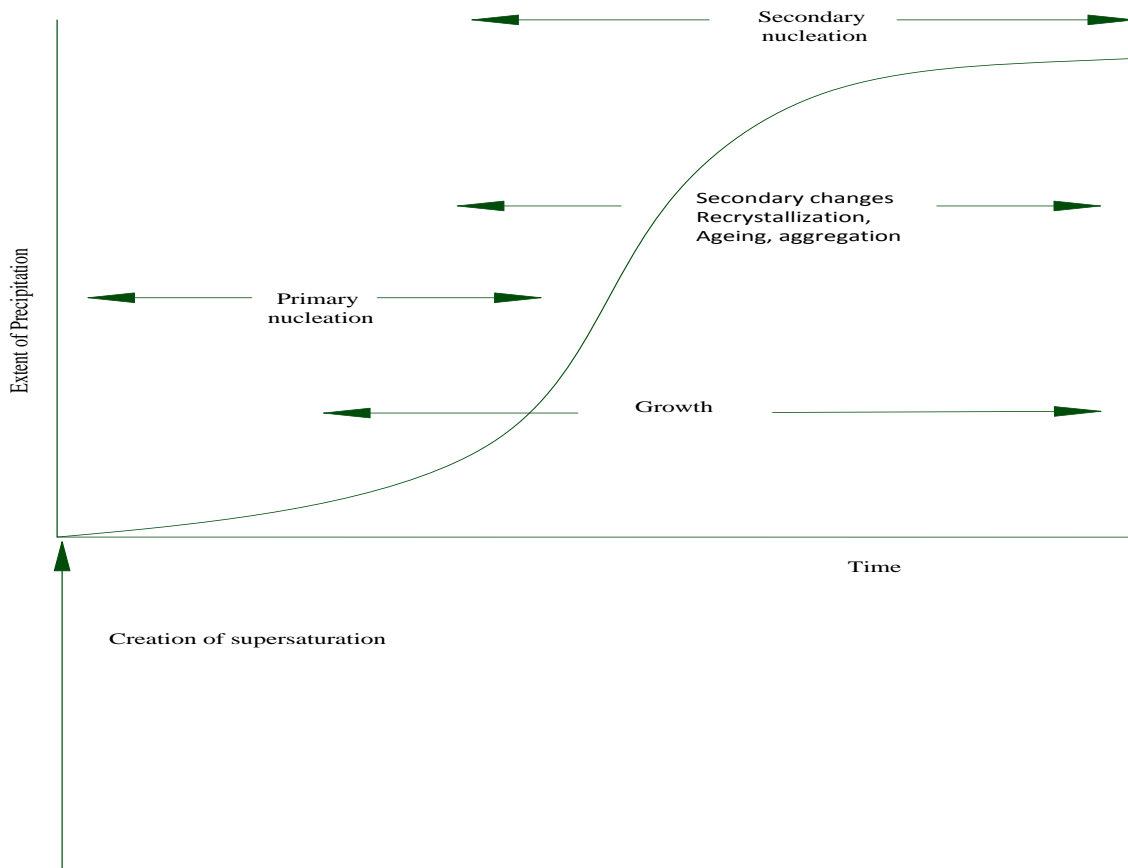 Secondary
nucleation
Secondary changes
Recrystallization,
Ageing, aggregation
Extent of Precipitation
Primary
nucleation
Growth
Time
Creation of supersaturation